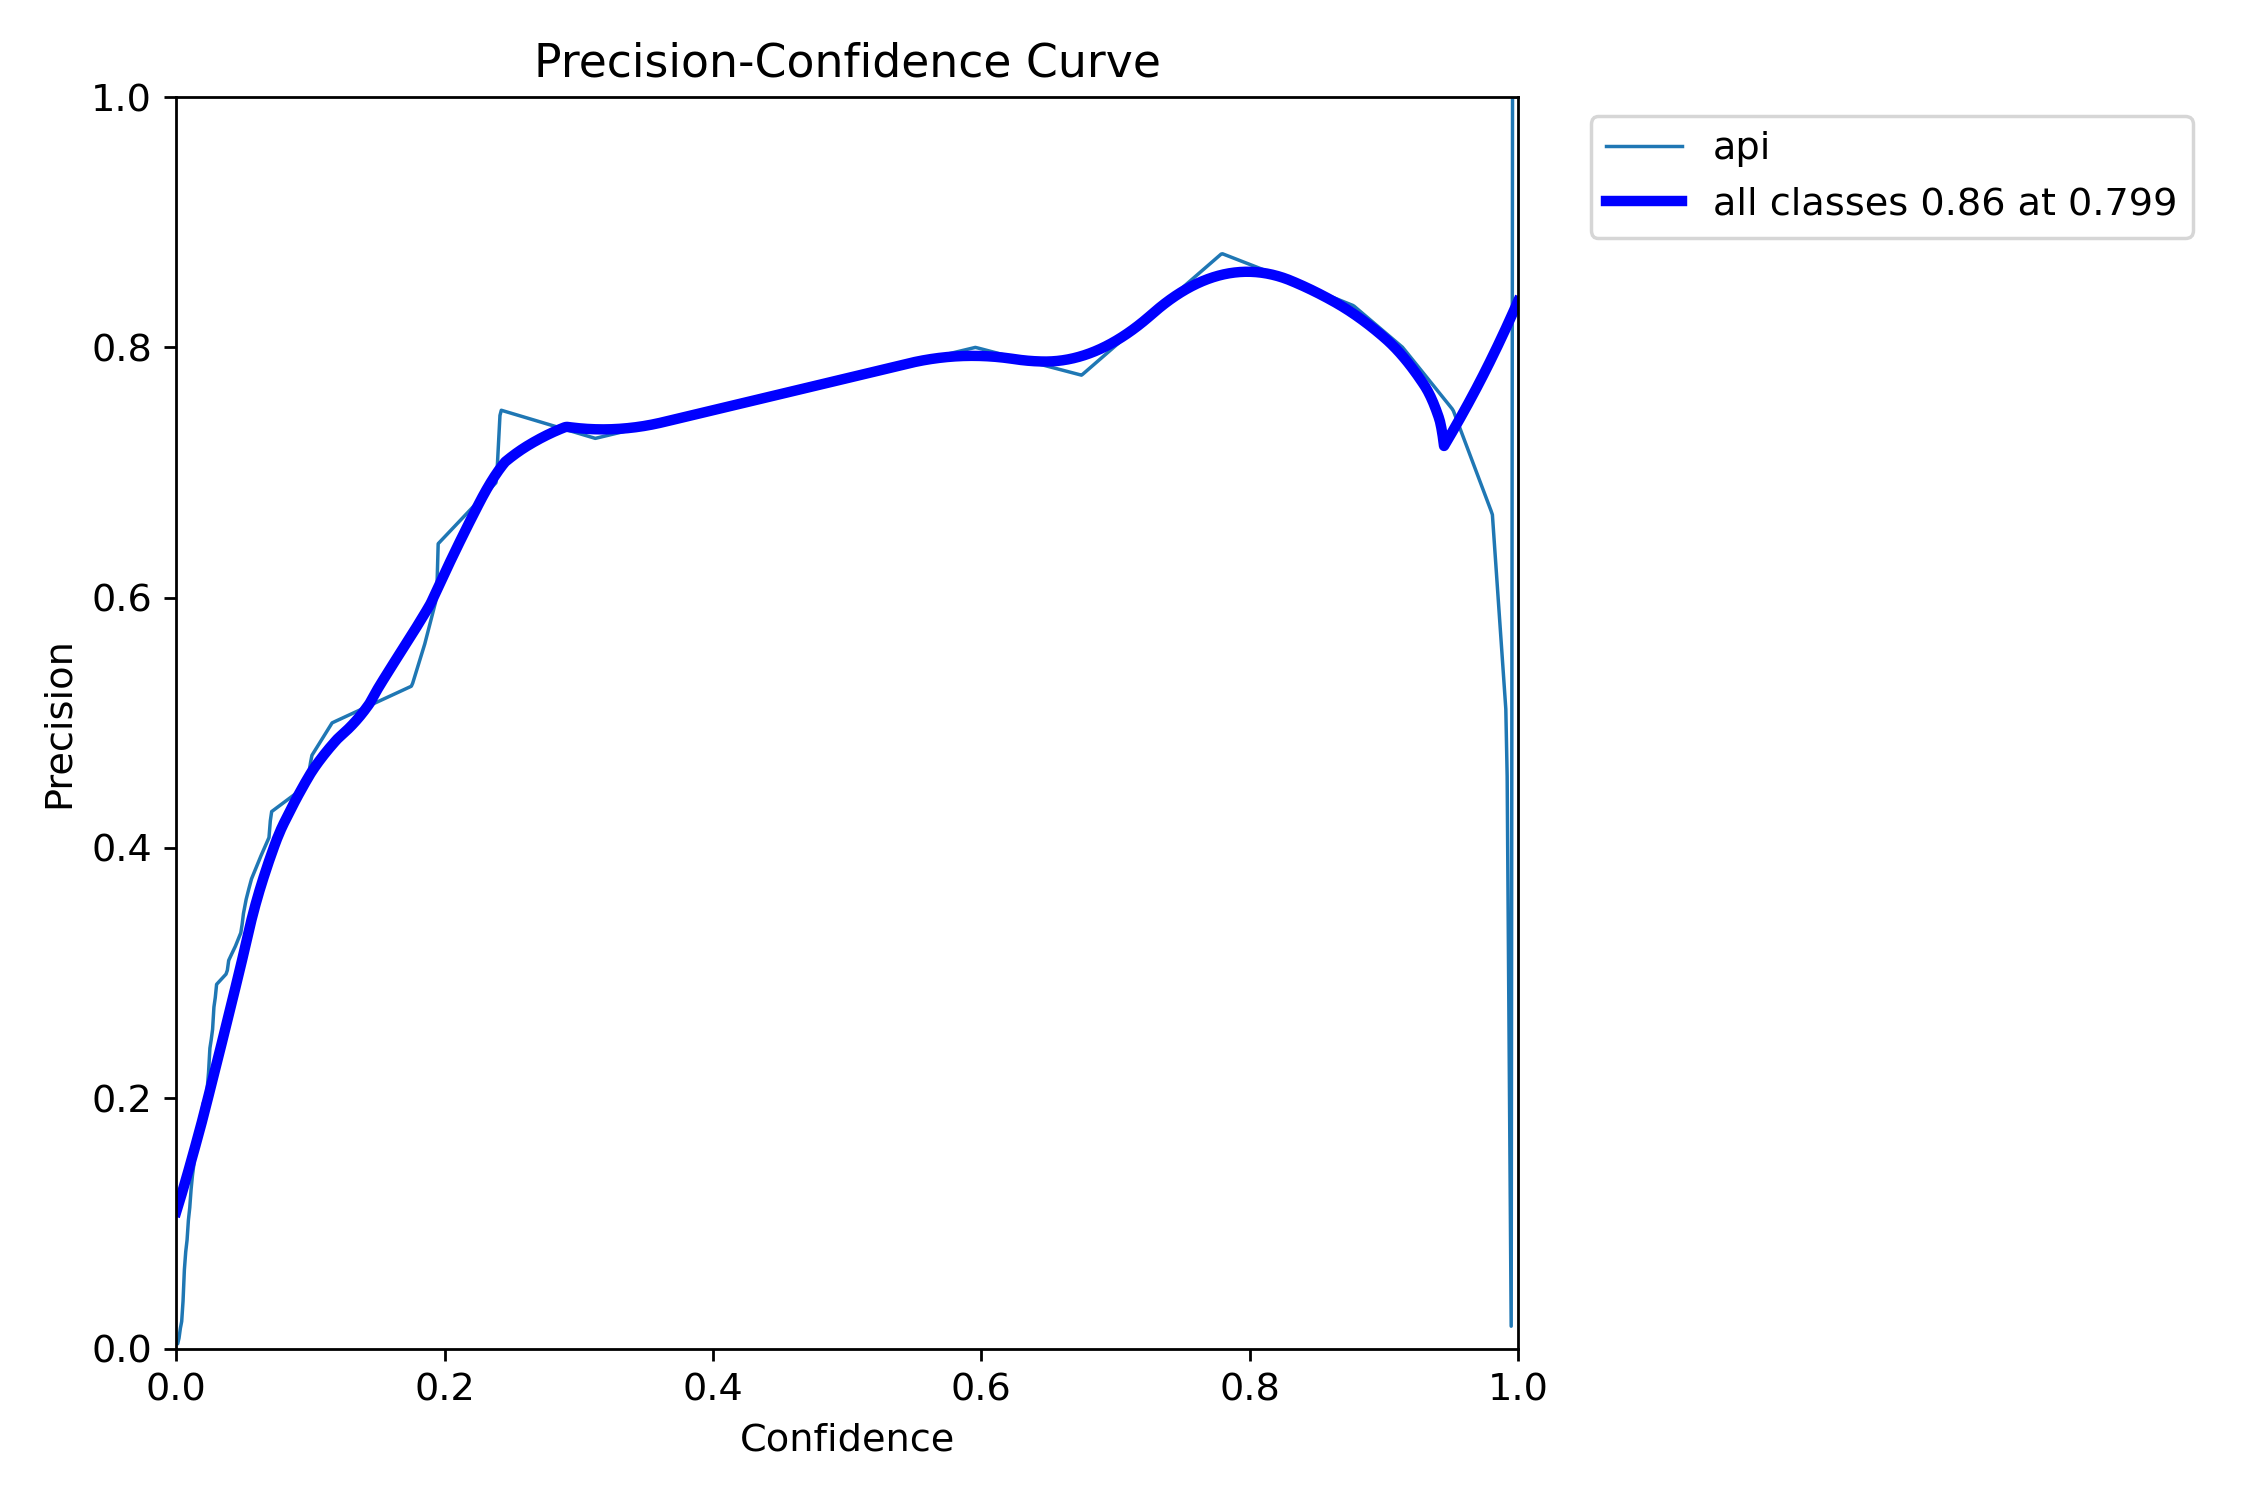 Precision-Confidence Curve
1.0
0.8
0.6
0.4
0.2
0.0
Precision
0.0 0.2 0.4 0.6 0.8 1.0
Confidence
api
all classes 0.86 at 0.799